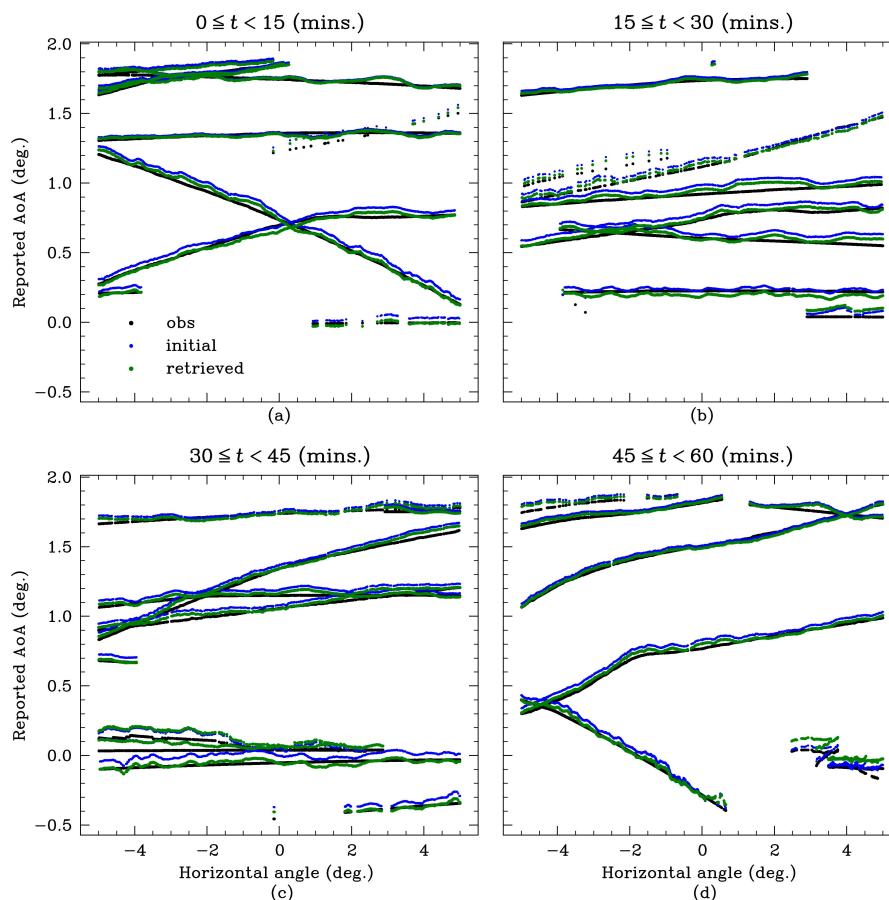 0 ≦ t < 15 (mins.)
15 ≦ t < 30 (mins.)
2.0
1.5
1.0
0.5
0.0
−0.5
Reported AoA (deg.)
obs
initial
retrieved
(a)
(b)
30 ≦ t < 45 (mins.)
45 ≦ t < 60 (mins.)
2.0
1.5
1.0
0.5
0.0
−0.5
Reported AoA (deg.)
−4 −2 0 2 4
−4 −2 0 2 4
Horizontal angle (deg.)
Horizontal angle (deg.)
(c)
(d)